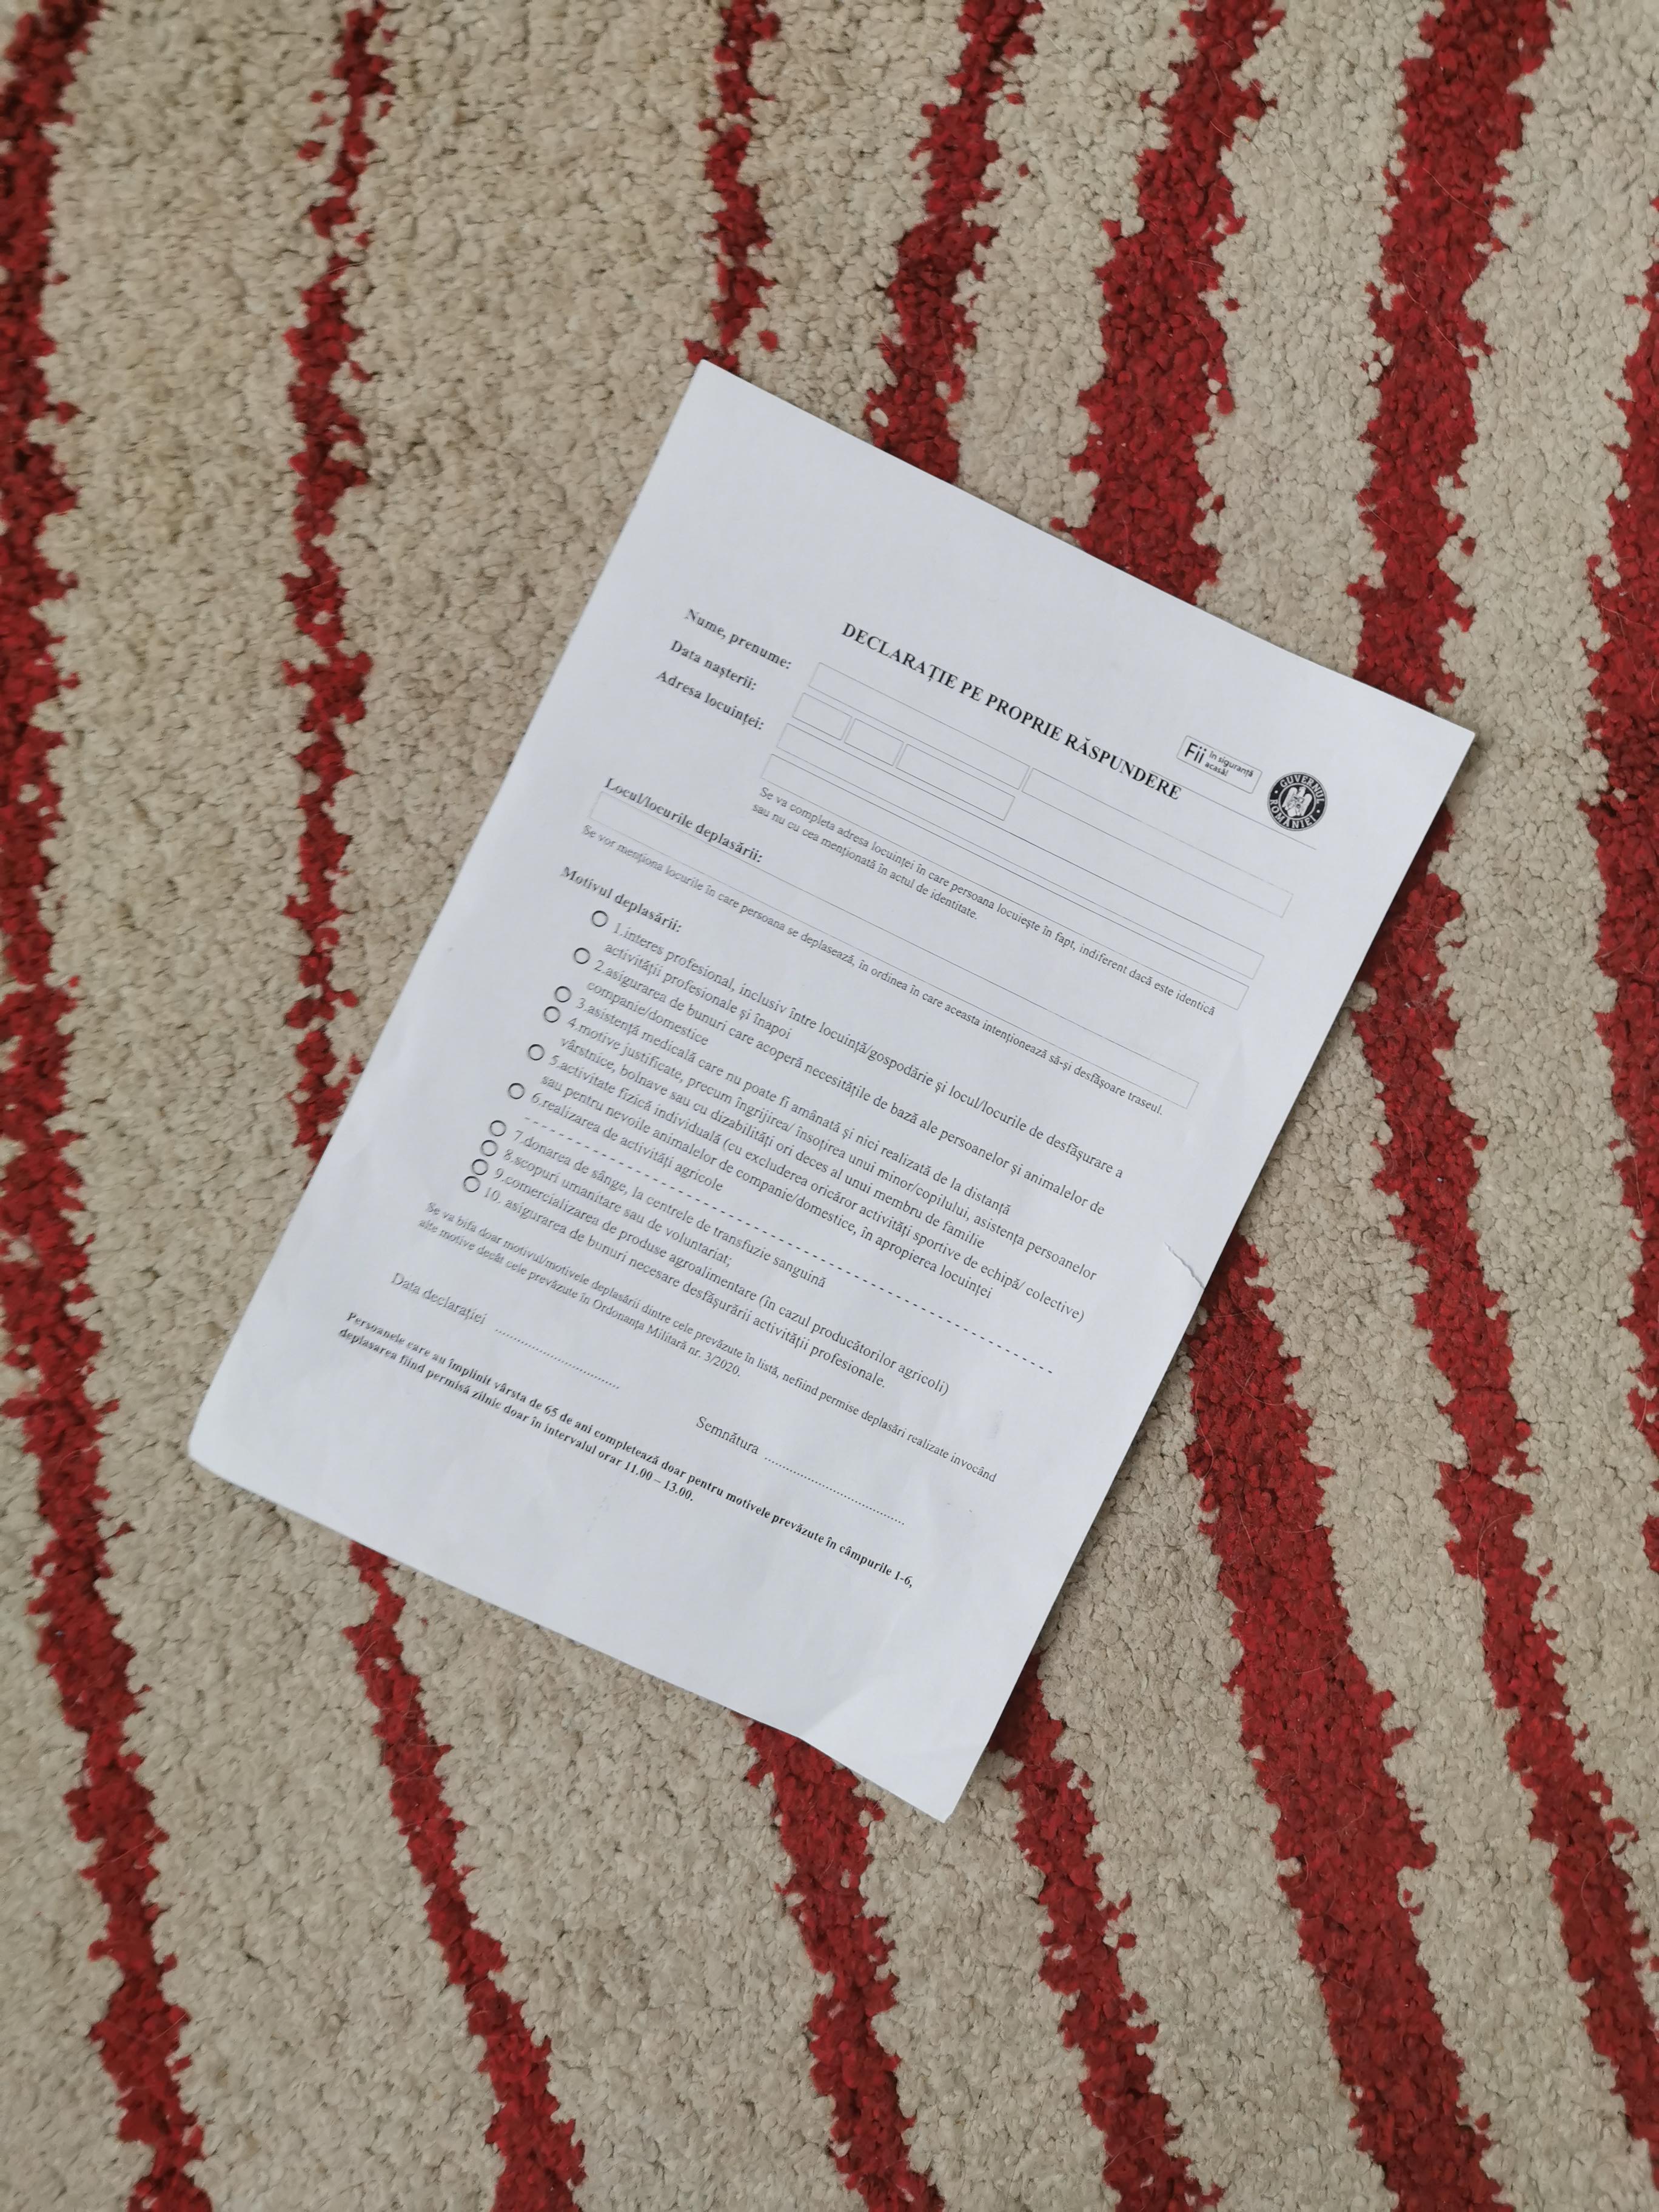 Fii în siguranță
acasă!
GUVERNUL ROMÂNIEI
DECLARAȚIE PE PROPRIE RĂSPUNDERE
Nume, prenume:
Data nașterii:
Adresa locuinței:
Se va completa adresa locuinței în care persoana locuiește în fapt, indiferent dacă este identică
sau nu cu cea menționată în actul de identitate.
Locul/locurile deplasării:
Se vor menționa locurile în care persoana se deplasează, în ordinea în care aceasta intenționează să-și desfășoare traseul.
Motivul deplasării:
1.interes profesional, inclusiv între locuință/gospodărie și locul/locurile de desfășurare a
activității profesionale și înapoi
2.asigurarea de bunuri care acoperă necesitățile de bază ale persoanelor și animalelor de
companie/domestice
3.asistență medicală care nu poate fi amânată și nici realizată de la distanță
4.motive justificate, precum îngrijirea/ însoțirea unui minor/copilului, asistența persoanelor
vârstnice, bolnave sau cu dizabilități ori deces al unui membru de familie
5.activitate fizică individuală (cu excluderea oricăror activități sportive de echipă/ colective)
sau pentru nevoile animalelor de companie/domestice, în apropierea locuinței
6.realizarea de activități agricole
7.donarea de sânge, la centrele de transfuzie sanguină
8.scopuri umanitare sau de voluntariat;
9.comercializarea de produse agroalimentare (în cazul producătorilor agricoli)
10. asigurarea de bunuri necesare desfășurării activității profesionale.
Se va bifa doar motivul/motivele deplasării dintre cele prevăzute în listă, nefiind permise deplasări realizate invocând
alte motive decât cele prevăzute în Ordonanța Militară nr. 3/2020.
Data declarației ..............................
Semnătura ..............................
Persoanele care au împlinit vârsta de 65 de ani completează doar pentru motivele prevăzute în câmpurile 1-6,
deplasarea fiind permisă zilnic doar în intervalul orar 11.00 – 13.00.